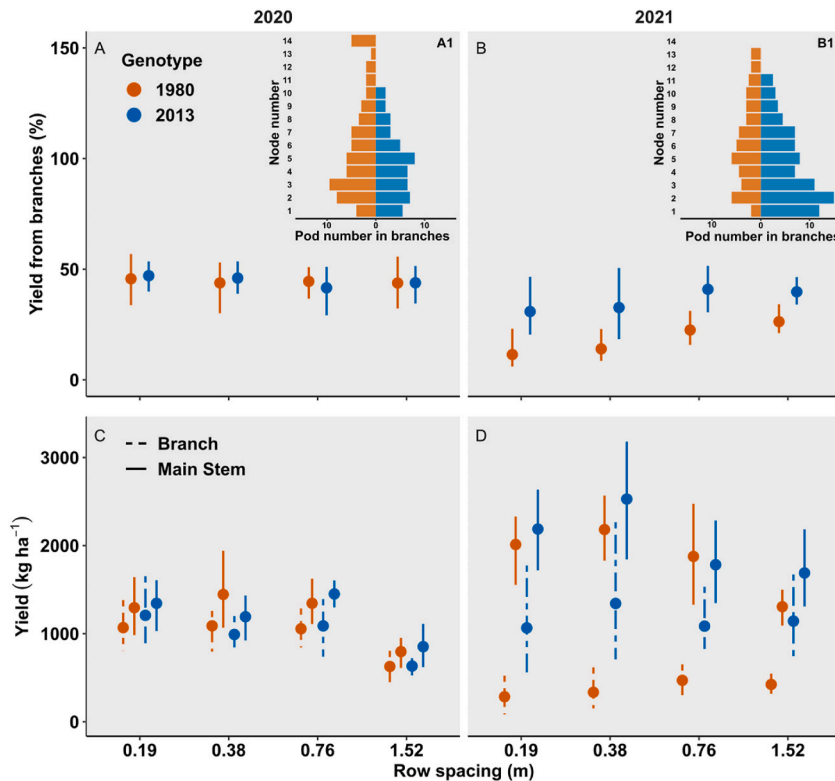 2020
2021
A
Genotype
1980
2013
Yield from branches (%)
150
100
50
0
A1
Node number
14
13
12
11
10
9
8
7
6
5
4
3
2
1
10
0
10
Pod number in branches
B
B1
Node number
14
13
12
11
10
9
8
7
6
5
4
3
2
1
10
0
10
Pod number in branches
C
Branch
Main Stem
Yield (kg ha⁻¹)
3000
2000
1000
0
D
0.19 0.38 0.76 1.52
0.19 0.38 0.76 1.52
Row spacing (m)